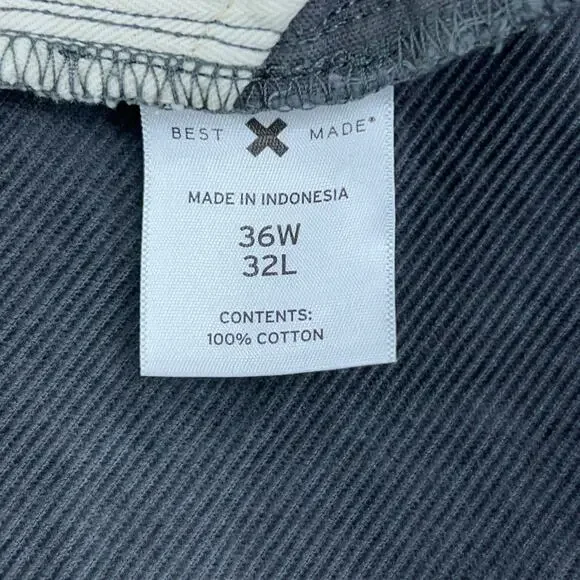 BEST MADE®
MADE IN INDONESIA
36W
32L
CONTENTS:
100% COTTON